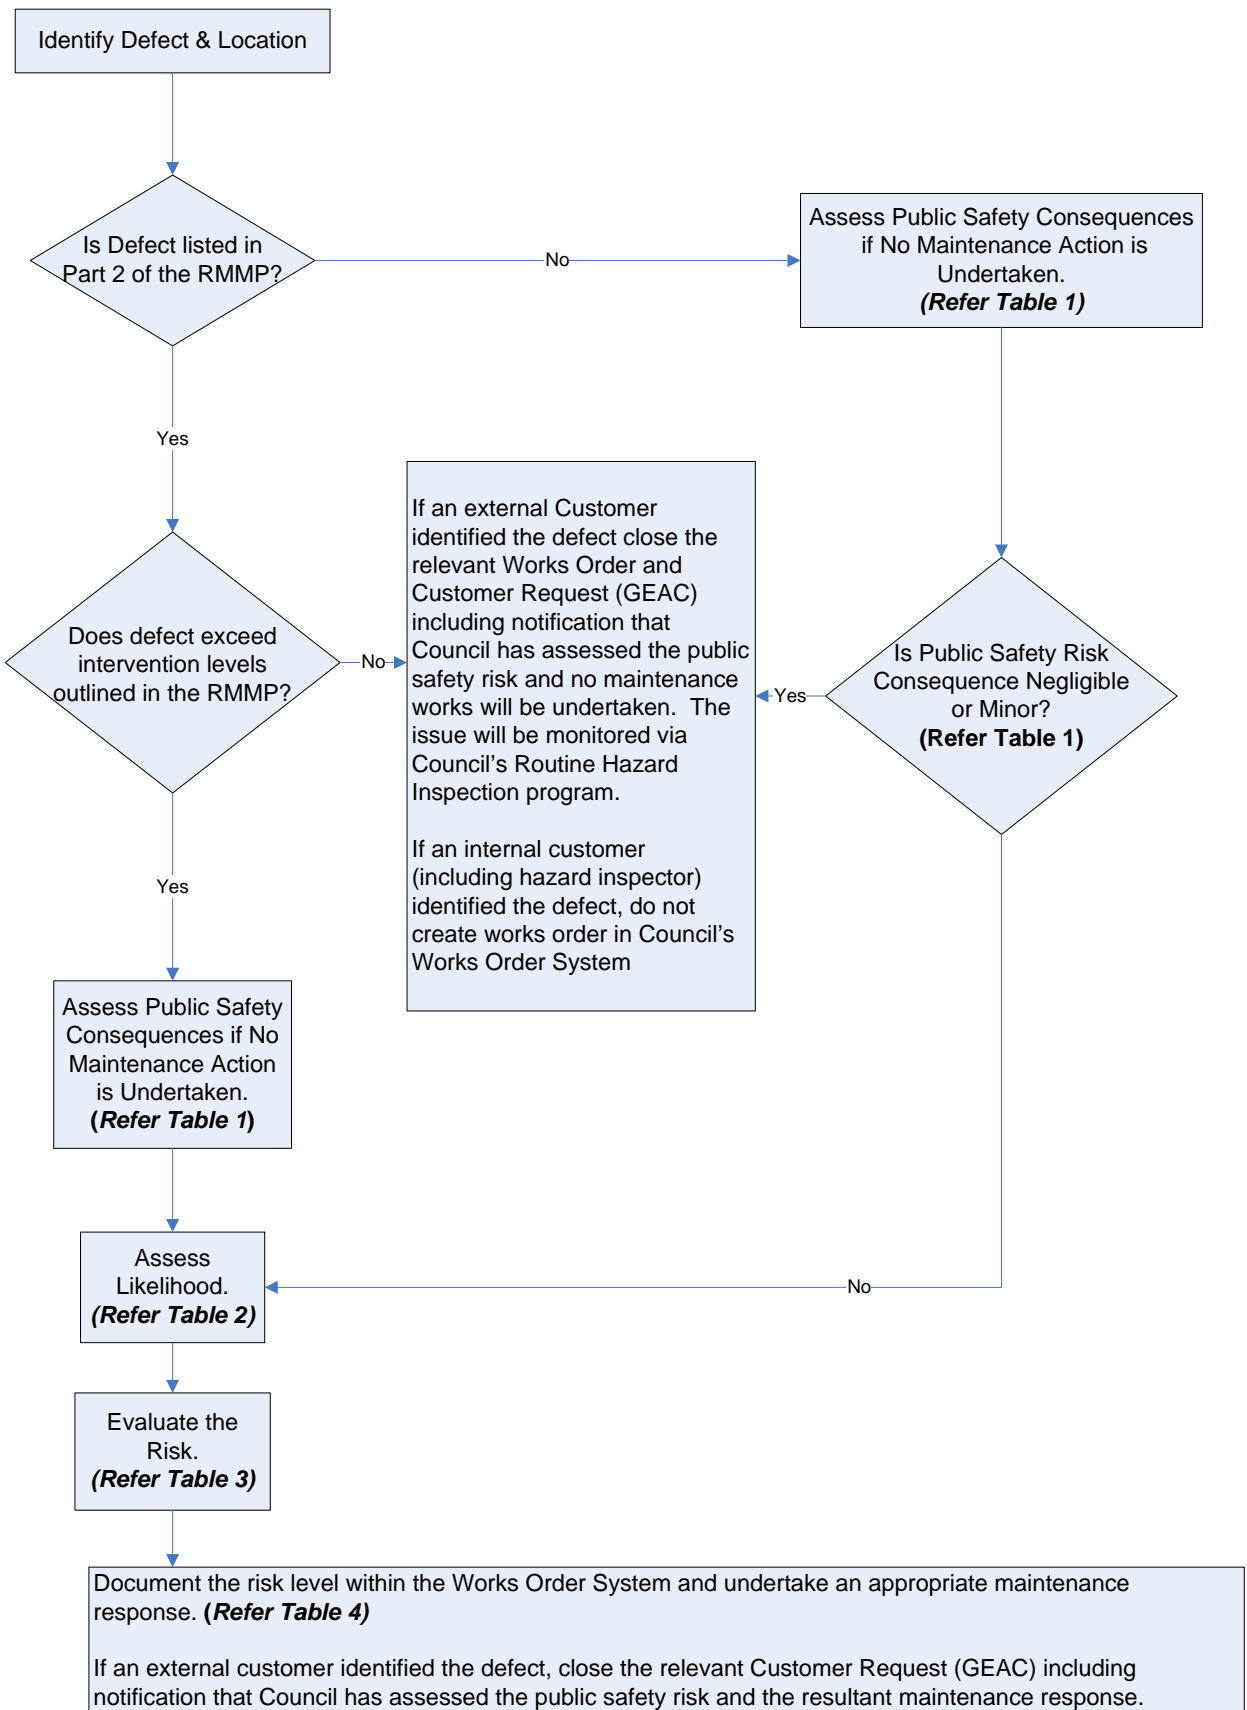 Identify Defect & Location
Is Defect listed in
Part 2 of the RMMP?
No
Assess Public Safety Consequences
if No Maintenance Action is
Undertaken.
(Refer Table 1)
Yes
Does defect exceed
intervention levels
outlined in the RMMP?
No
If an external Customer
identified the defect close the
relevant Works Order and
Customer Request (GEAC)
including notification that
Council has assessed the public
safety risk and no maintenance
works will be undertaken.  The
issue will be monitored via
Council’s Routine Hazard
Inspection program.
If an internal customer
(including hazard inspector)
identified the defect, do not
create works order in Council’s
Works Order System
Yes
Is Public Safety Risk
Consequence Negligible
or Minor?
(Refer Table 1)
Yes
Assess Public Safety
Consequences if No
Maintenance Action
is Undertaken.
(Refer Table 1)
Assess
Likelihood.
(Refer Table 2)
No
Evaluate the
Risk.
(Refer Table 3)
Document the risk level within the Works Order System and undertake an appropriate maintenance
response. (Refer Table 4)
If an external customer identified the defect, close the relevant Customer Request (GEAC) including
notification that Council has assessed the public safety risk and the resultant maintenance response.